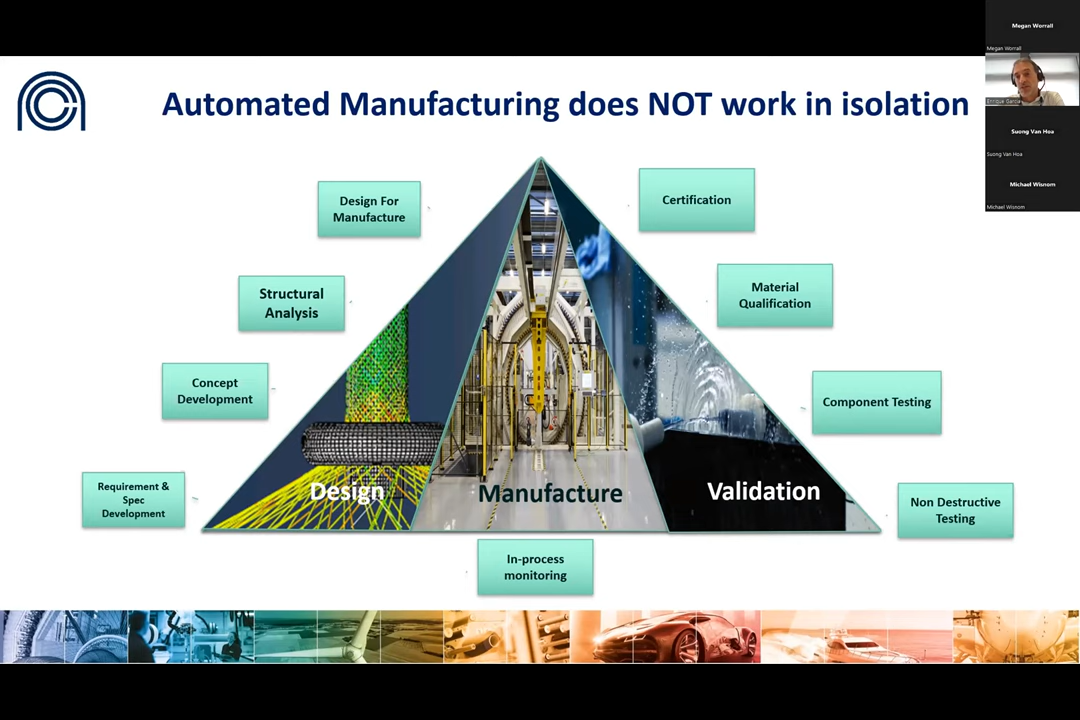 Automated Manufacturing does NOT work in isolation
Design For
Manufacture
Certification
Structural
Analysis
Material
Qualification
Concept
Development
Component Testing
Requirement &
Spec
Development
Design
Manufacture
Validation
Non Destructive
Testing
In-process
monitoring
Megan Worrall
Megan Worrall
Enrique Garcia
Suong Van Hoa
Suong Van Hoa
Michael Wisnom
Michael Wisnom